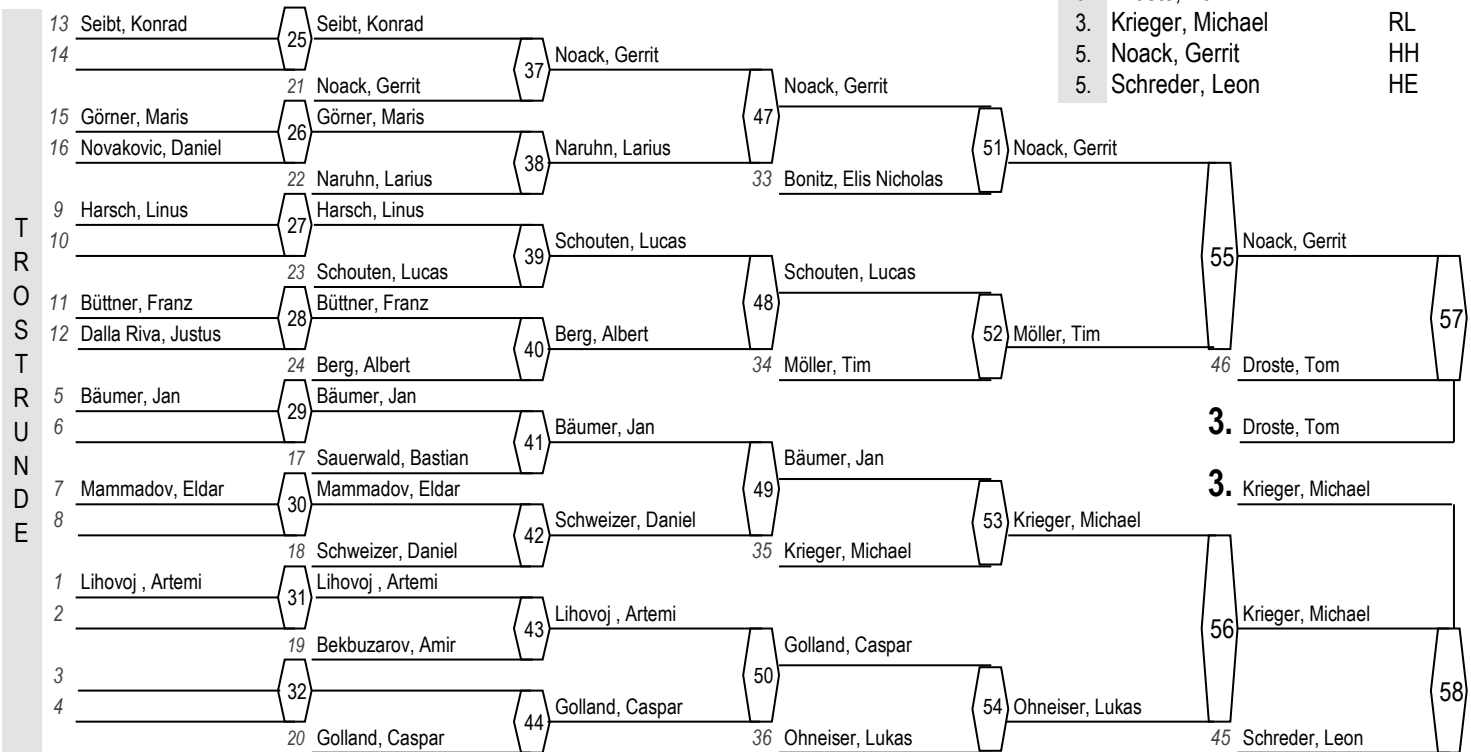 3. Krieger, Michael RL
5. Noack, Gerrit HH
5. Schreder, Leon HE
TROSTRUNDE
13 Seibt, Konrad
14
15 Görner, Maris
16 Novakovic, Daniel
9 Harsch, Linus
10
11 Büttner, Franz
12 Dalla Riva, Justus
5 Bäumer, Jan
6
7 Mammadov, Eldar
8
1 Lihovoj , Artemi
2
3
4
25
26
27
28
29
30
31
32
Seibt, Konrad
21 Noack, Gerrit
Görner, Maris
22 Naruhn, Larius
Harsch, Linus
23 Schouten, Lucas
Büttner, Franz
24 Berg, Albert
Bäumer, Jan
17 Sauerwald, Bastian
Mammadov, Eldar
18 Schweizer, Daniel
Lihovoj , Artemi
19 Bekbuzarov, Amir
20 Golland, Caspar
37
38
39
40
41
42
43
44
Noack, Gerrit
Naruhn, Larius
Schouten, Lucas
Berg, Albert
Bäumer, Jan
Schweizer, Daniel
Lihovoj , Artemi
Golland, Caspar
47
48
49
50
Noack, Gerrit
33 Bonitz, Elis Nicholas
Schouten, Lucas
34 Möller, Tim
Bäumer, Jan
35 Krieger, Michael
Golland, Caspar
36 Ohneiser, Lukas
51
52
53
54
Noack, Gerrit
Möller, Tim
Krieger, Michael
Ohneiser, Lukas
55
56
Noack, Gerrit
46 Droste, Tom
3. Droste, Tom
3. Krieger, Michael
Krieger, Michael
45 Schreder, Leon
57
58